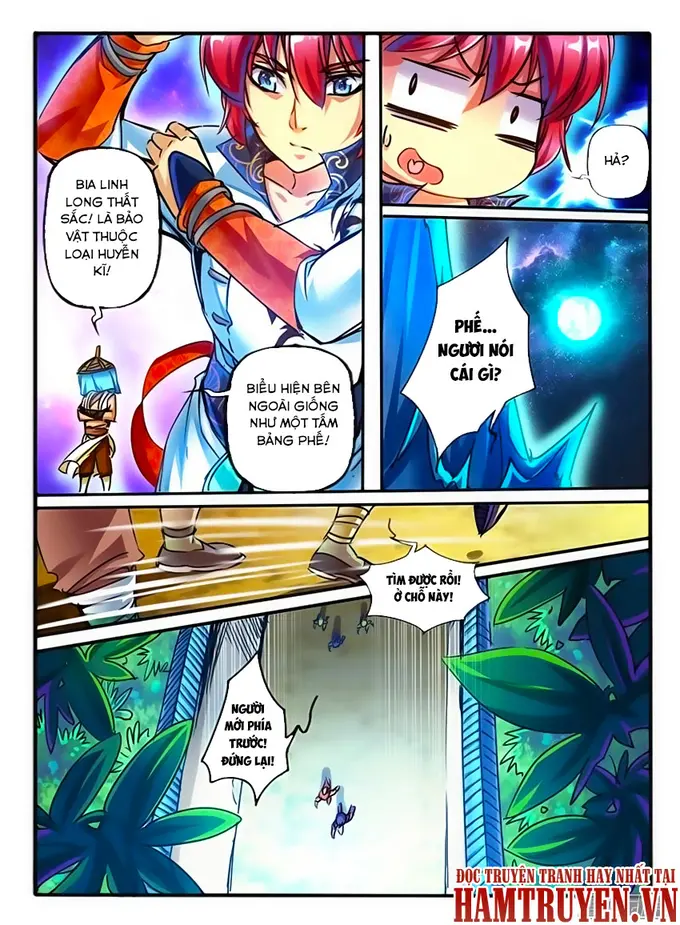 BIA LINH
LONG THẤT
SẮC! LÀ BẢO
VẬT THUỘC
LOẠI HUYỄN
KĨ!
BIỂU HIỆN BÊN
NGOÀI GIỐNG
NHƯ MỘT TẤM
BẢNG PHẾ!
HẢ?
PHẾ...
NGƯƠI NÓI
CÁI GÌ?
TÌM ĐƯỢC RỒI!
Ở CHỖ NÀY!
NGƯỜI
MỚI PHÍA
TRƯỚC!
ĐỨNG LẠI!
ĐỌC TRUYỆN TRANH HAY NHẤT TẠI
HAMTRUYEN.VN